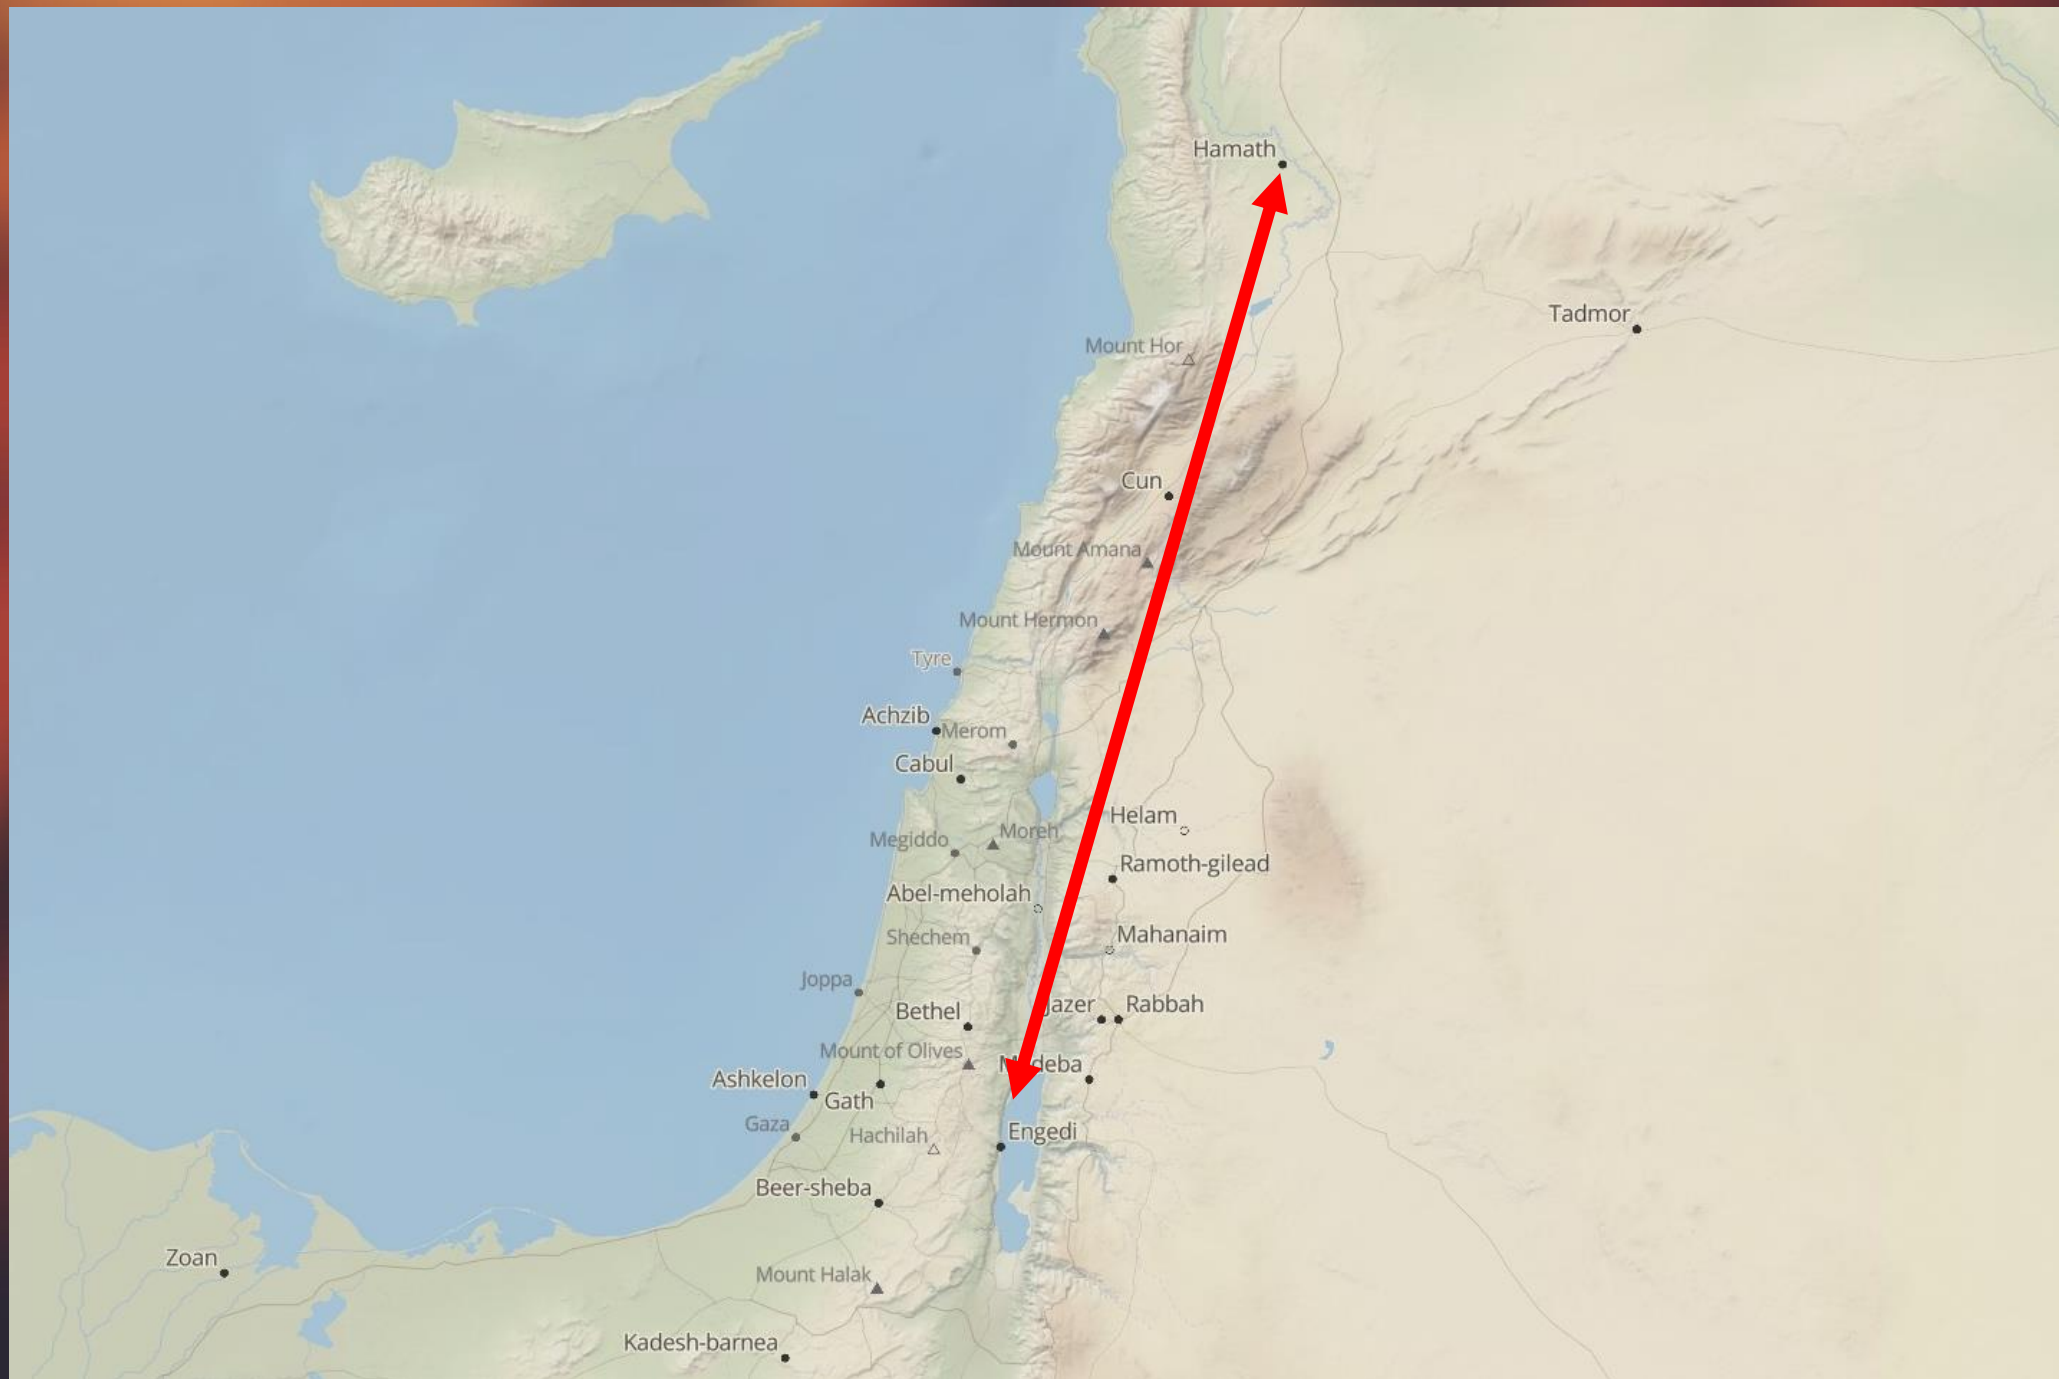 Hamath
Tadmor
Mount Hor
Cun
Mount Amana
Mount Hermon
Tyre
Achzib
Merom
Cabul
Helam
Moreh
Megiddo
Ramoth-gilead
Abel-meholah
Mahanaim
Shechem
Joppa
Jazer
Rabbah
Bethel
Mount of Olives
Medeba
Ashkelon
Gath
Gaza
Hachilah
Engedi
Beer-sheba
Zoan
Mount Halak
Kadesh-barnea